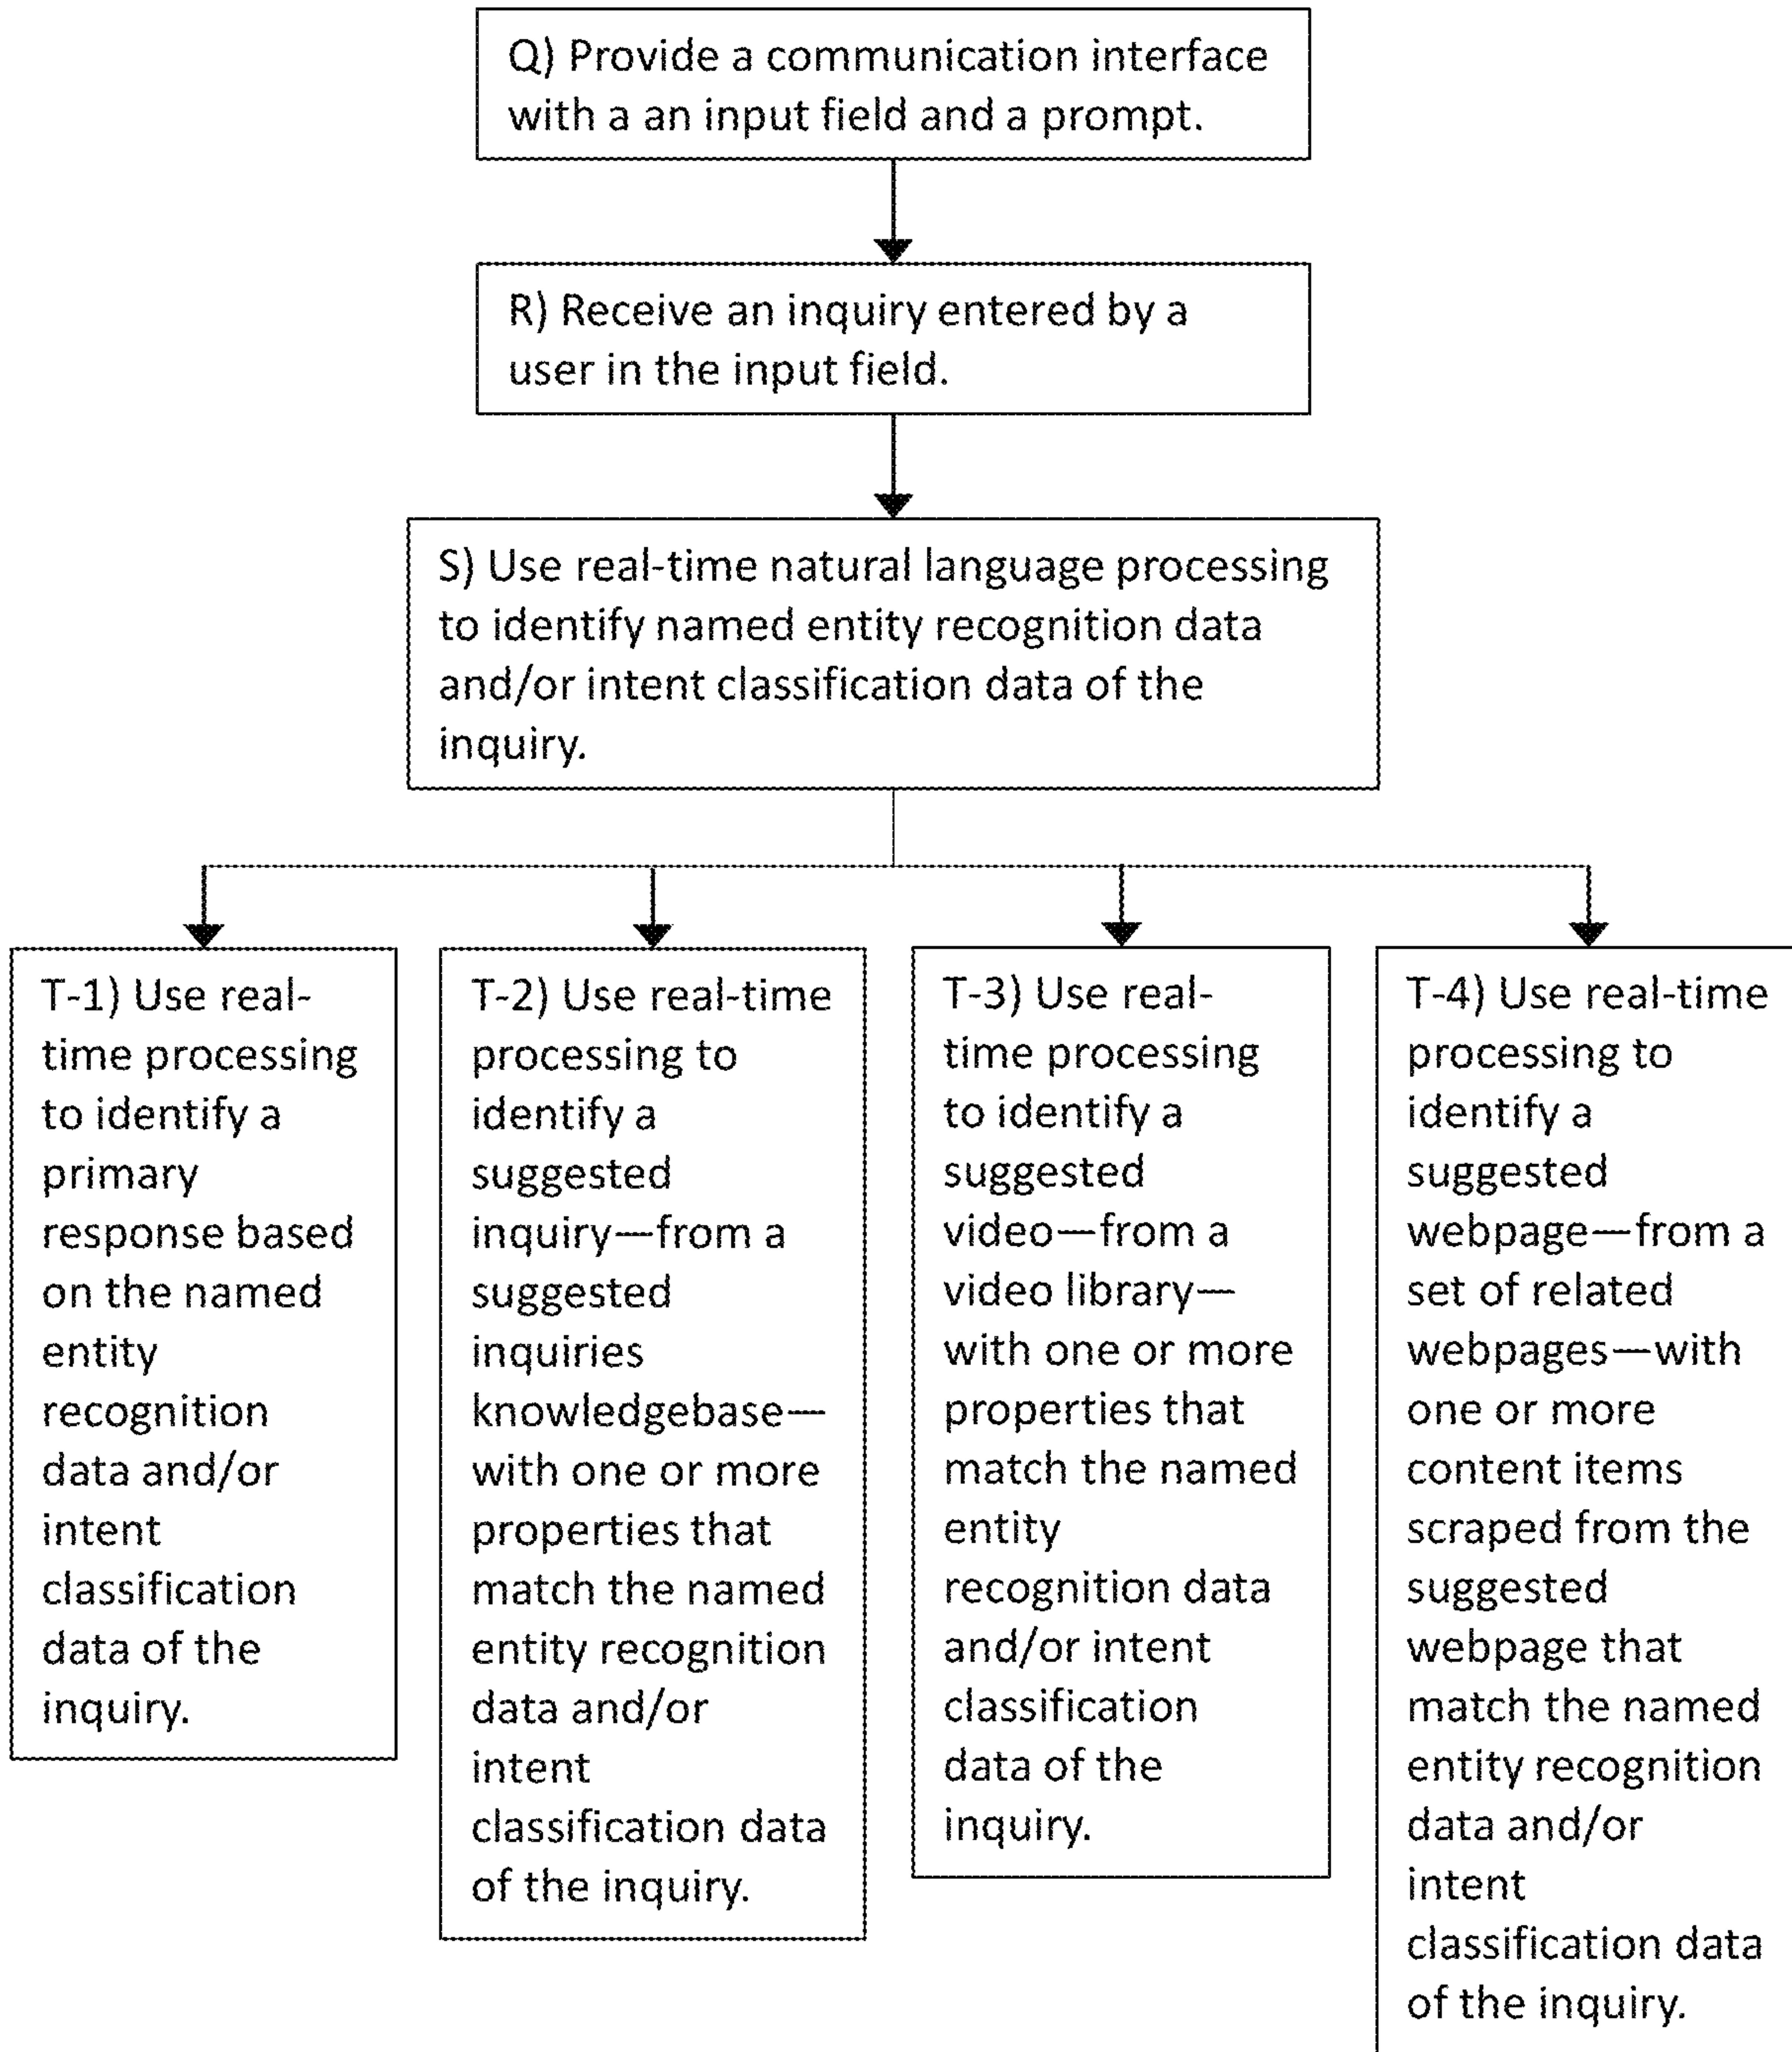 Q) Provide a communication interface
with a an input field and a prompt.
R) Receive an inquiry entered by a
user in the input field.
S) Use real-time natural language processing
to identify named entity recognition data
and/or intent classification data of the
inquiry.
T-1) Use real-
time processing
to identify a
primary
response based
on the named
entity
recognition
data and/or
intent
classification
data of the
inquiry.
T-2) Use real-time
processing to
identify a
suggested
inquiry—from a
suggested
inquiries
knowledgebase—
with one or more
properties that
match the named
entity recognition
data and/or
intent
classification data
of the inquiry.
T-3) Use real-
time processing
to identify a
suggested
video—from a
video library—
with one or more
properties that
match the named
entity
recognition data
and/or intent
classification
data of the
inquiry.
T-4) Use real-time
processing to
identify a
suggested
webpage—from a
set of related
webpages—with
one or more
content items
scraped from the
suggested
webpage that
match the named
entity recognition
data and/or
intent
classification data
of the inquiry.